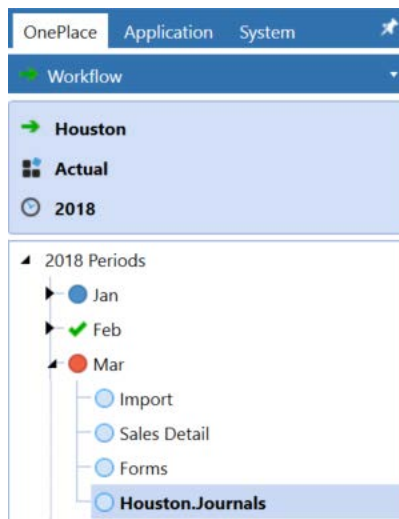 OnePlace Application System
Workflow
Houston
Actual
2018
2018 Periods
Jan
Feb
Mar
Import
Sales Detail
Forms
Houston.Journals